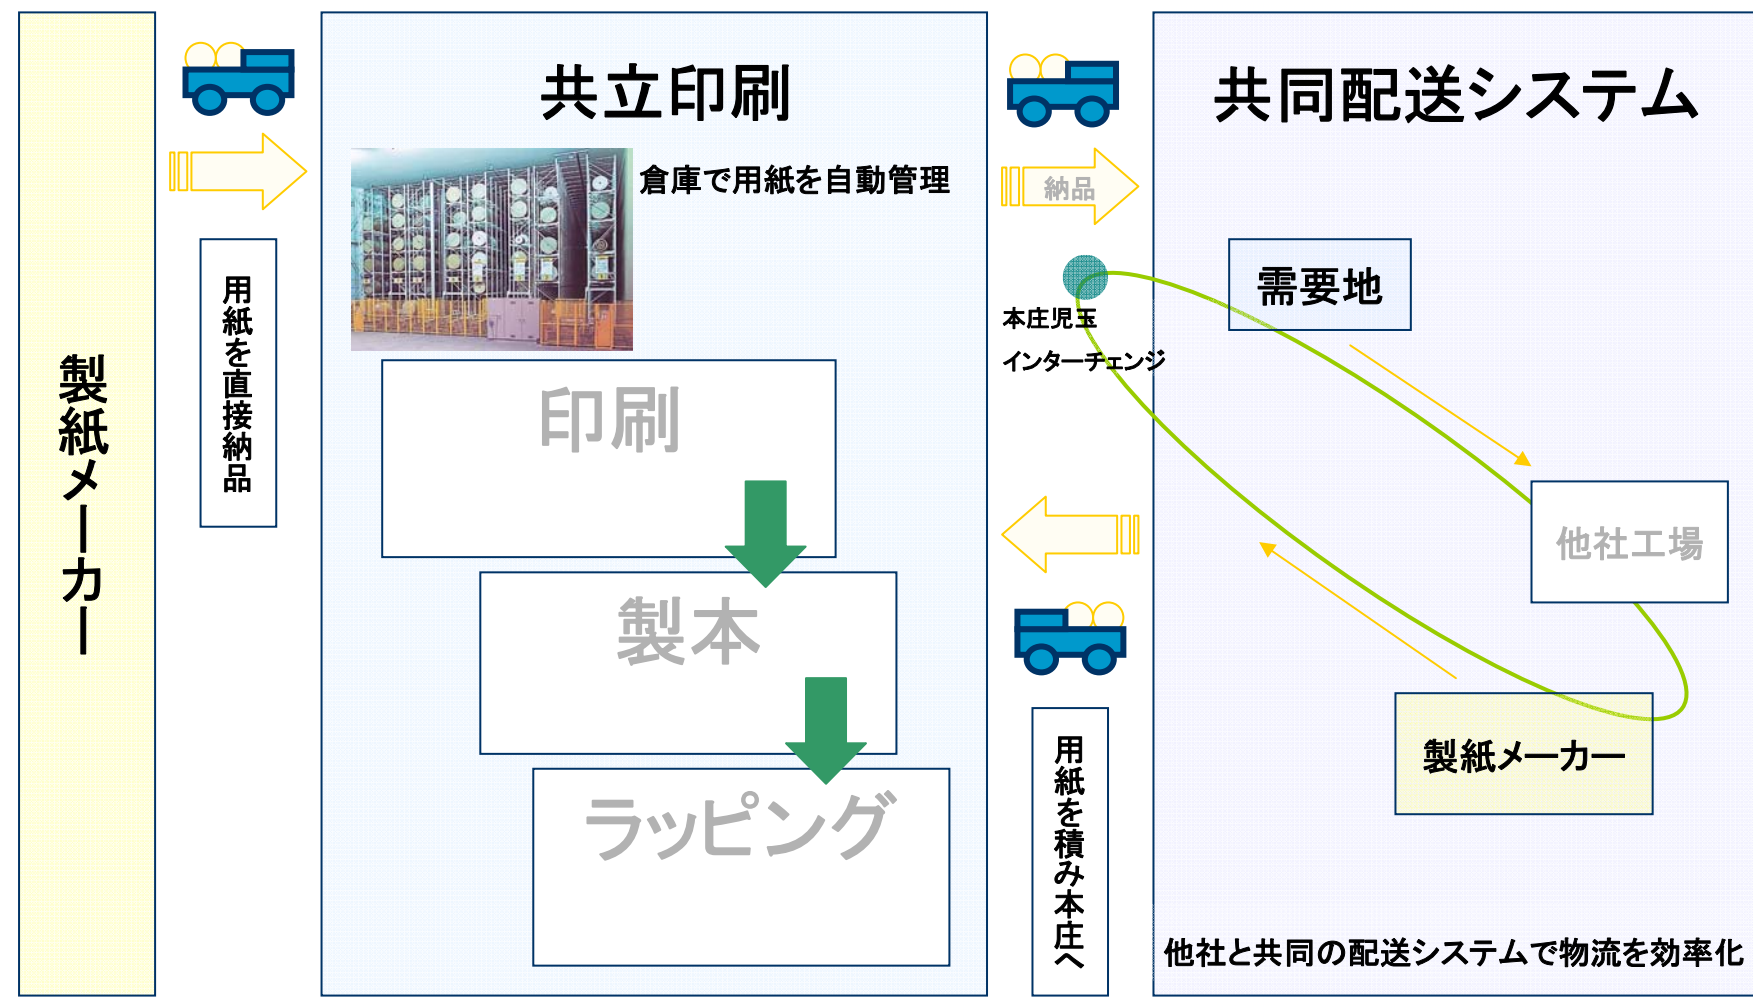 製紙メーカー
用紙を直接納品
共立印刷
倉庫で用紙を自動管理
印刷
製本
ラッピング
納品
本庄児玉
インターチェンジ
用紙を積み本庄へ
共同配送システム
需要地
他社工場
製紙メーカー
他社と共同の配送システムで物流を効率化